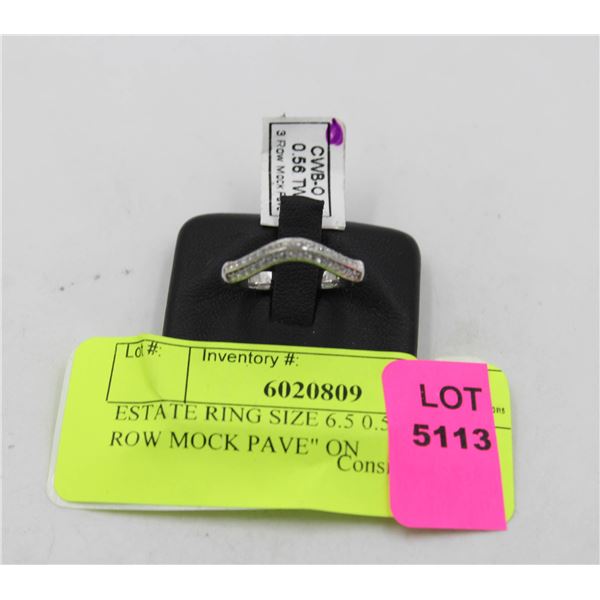 CWB-O
0.56 TW
3 Row Mock Pave
Lot #:
Inventory #:
6020809
ESTATE RING SIZE 6.5 0.5
ROW MOCK PAVE" ON
LOT
5113